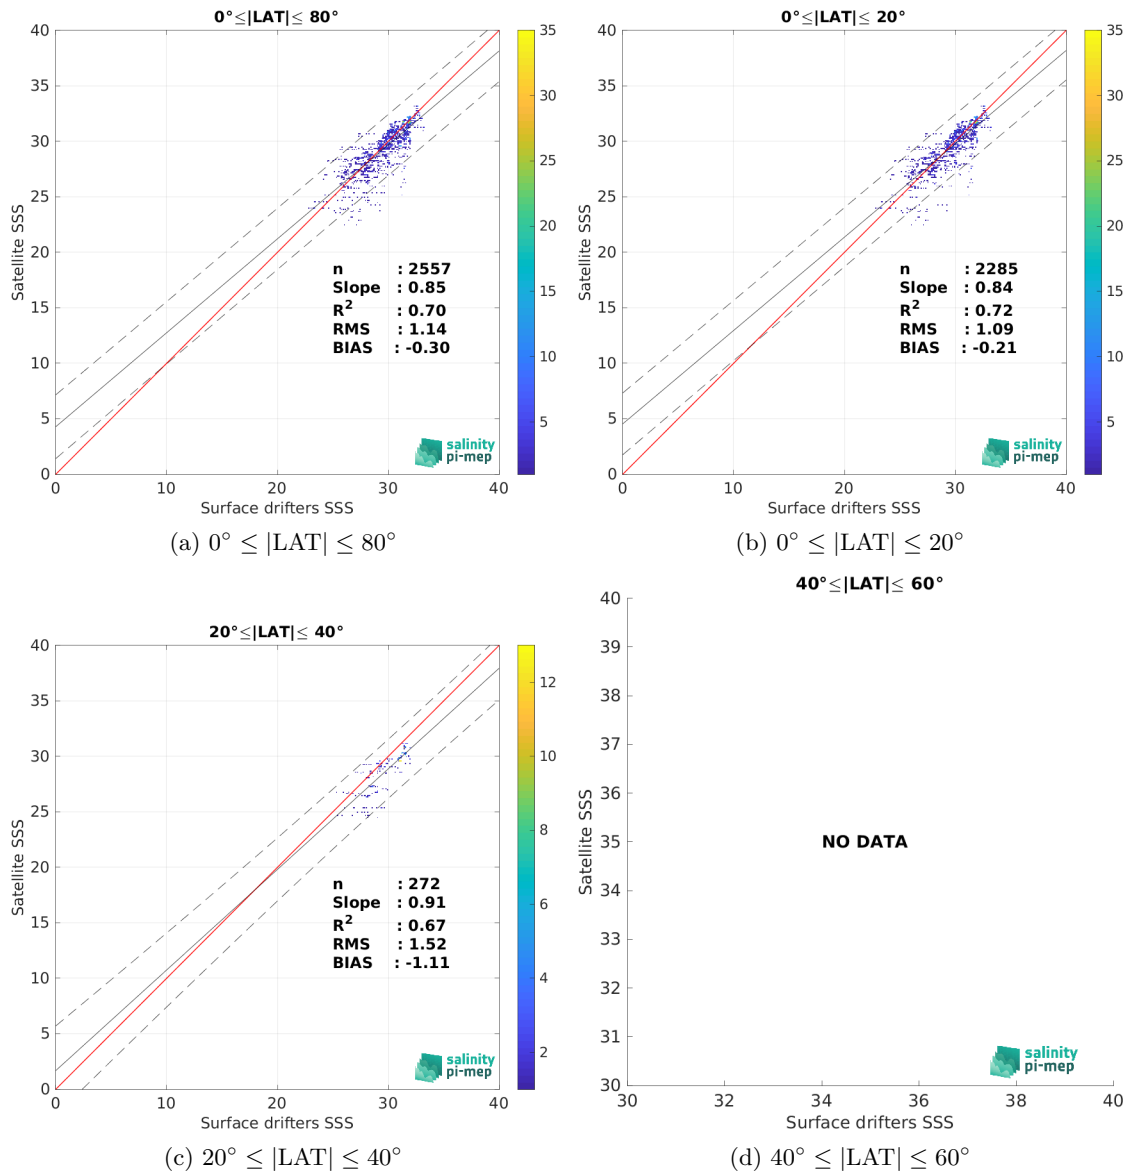 0°≤|LAT|≤ 80°
40
35
30
25
20
15
10
5
0
Satellite SSS
n : 2557
Slope : 0.85
R2 : 0.70
RMS : 1.14
BIAS : -0.30
salinity
pi-mep
0 10 20 30 40
Surface drifters SSS
35
30
25
20
15
10
5
(a) 0° ≤ |LAT| ≤ 80°
0°≤|LAT|≤ 20°
40
35
30
25
20
15
10
5
0
Satellite SSS
n : 2285
Slope : 0.84
R2 : 0.72
RMS : 1.09
BIAS : -0.21
salinity
pi-mep
0 10 20 30 40
Surface drifters SSS
35
30
25
20
15
10
5
(b) 0° ≤ |LAT| ≤ 20°
20°≤|LAT|≤ 40°
40
35
30
25
20
15
10
5
0
Satellite SSS
n : 272
Slope : 0.91
R2 : 0.67
RMS : 1.52
BIAS : -1.11
salinity
pi-mep
0 10 20 30 40
Surface drifters SSS
12
10
8
6
4
2
(c) 20° ≤ |LAT| ≤ 40°
40°≤|LAT|≤ 60°
40
39
38
37
36
35
34
33
32
31
30
Satellite SSS
NO DATA
salinity
pi-mep
30 32 34 36 38 40
Surface drifters SSS
(d) 40° ≤ |LAT| ≤ 60°